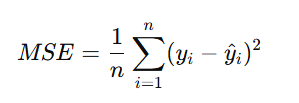 MSE = \frac{1}{n} \sum_{i=1}^{n} (y_i - \hat{y}_i)^2